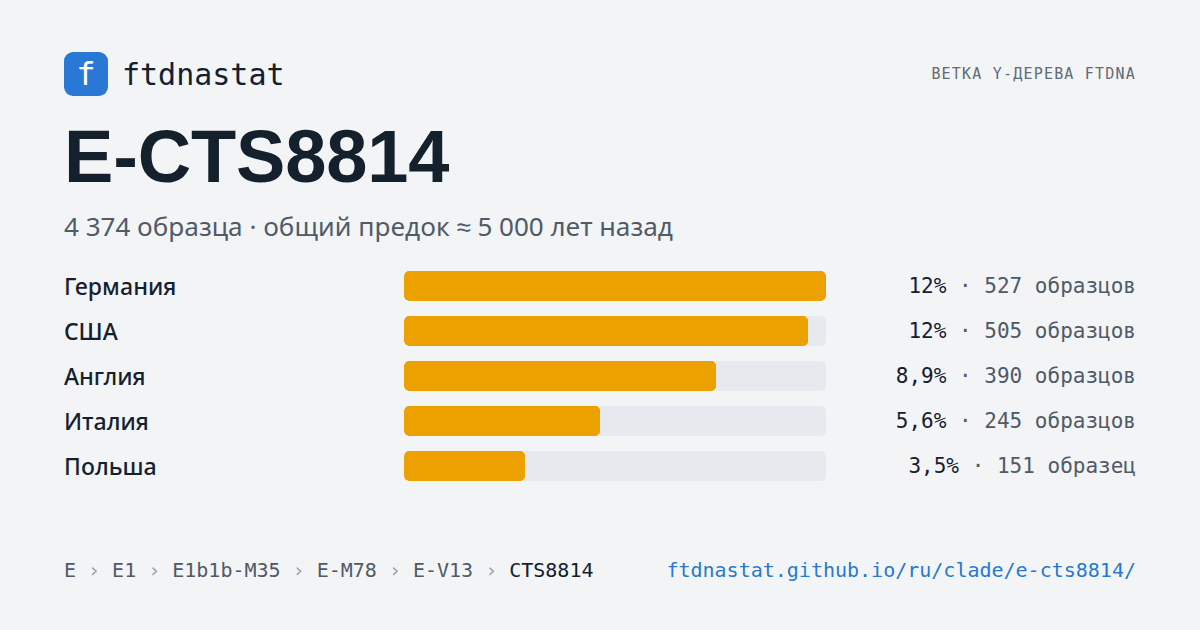 f ftdnastat
ВЕТКА Y-ДЕРЕВА FTDNA
E-CTS8814
4 374 образца · общий предок ≈ 5 000 лет назад
Германия 12% · 527 образцов
США 12% · 505 образцов
Англия 8,9% · 390 образцов
Италия 5,6% · 245 образцов
Польша 3,5% · 151 образец
E › E1 › E1b1b-M35 › E-M78 › E-V13 › CTS8814
ftdnastat.github.io/ru/clade/e-cts8814/